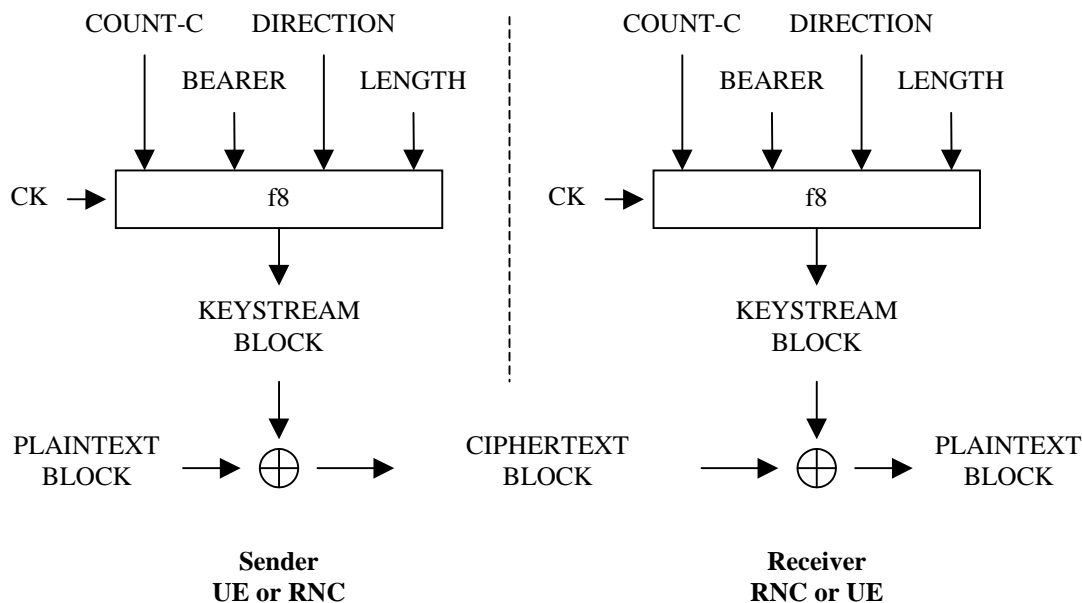 COUNT-C DIRECTION COUNT-C DIRECTION
BEARER LENGTH BEARER LENGTH
CK f8 CK f8
KEYSTREAM KEYSTREAM
BLOCK BLOCK
PLAINTEXT CIPHERTEXT PLAINTEXT
BLOCK BLOCK BLOCK
Sender Receiver
UE or RNC RNC or UE